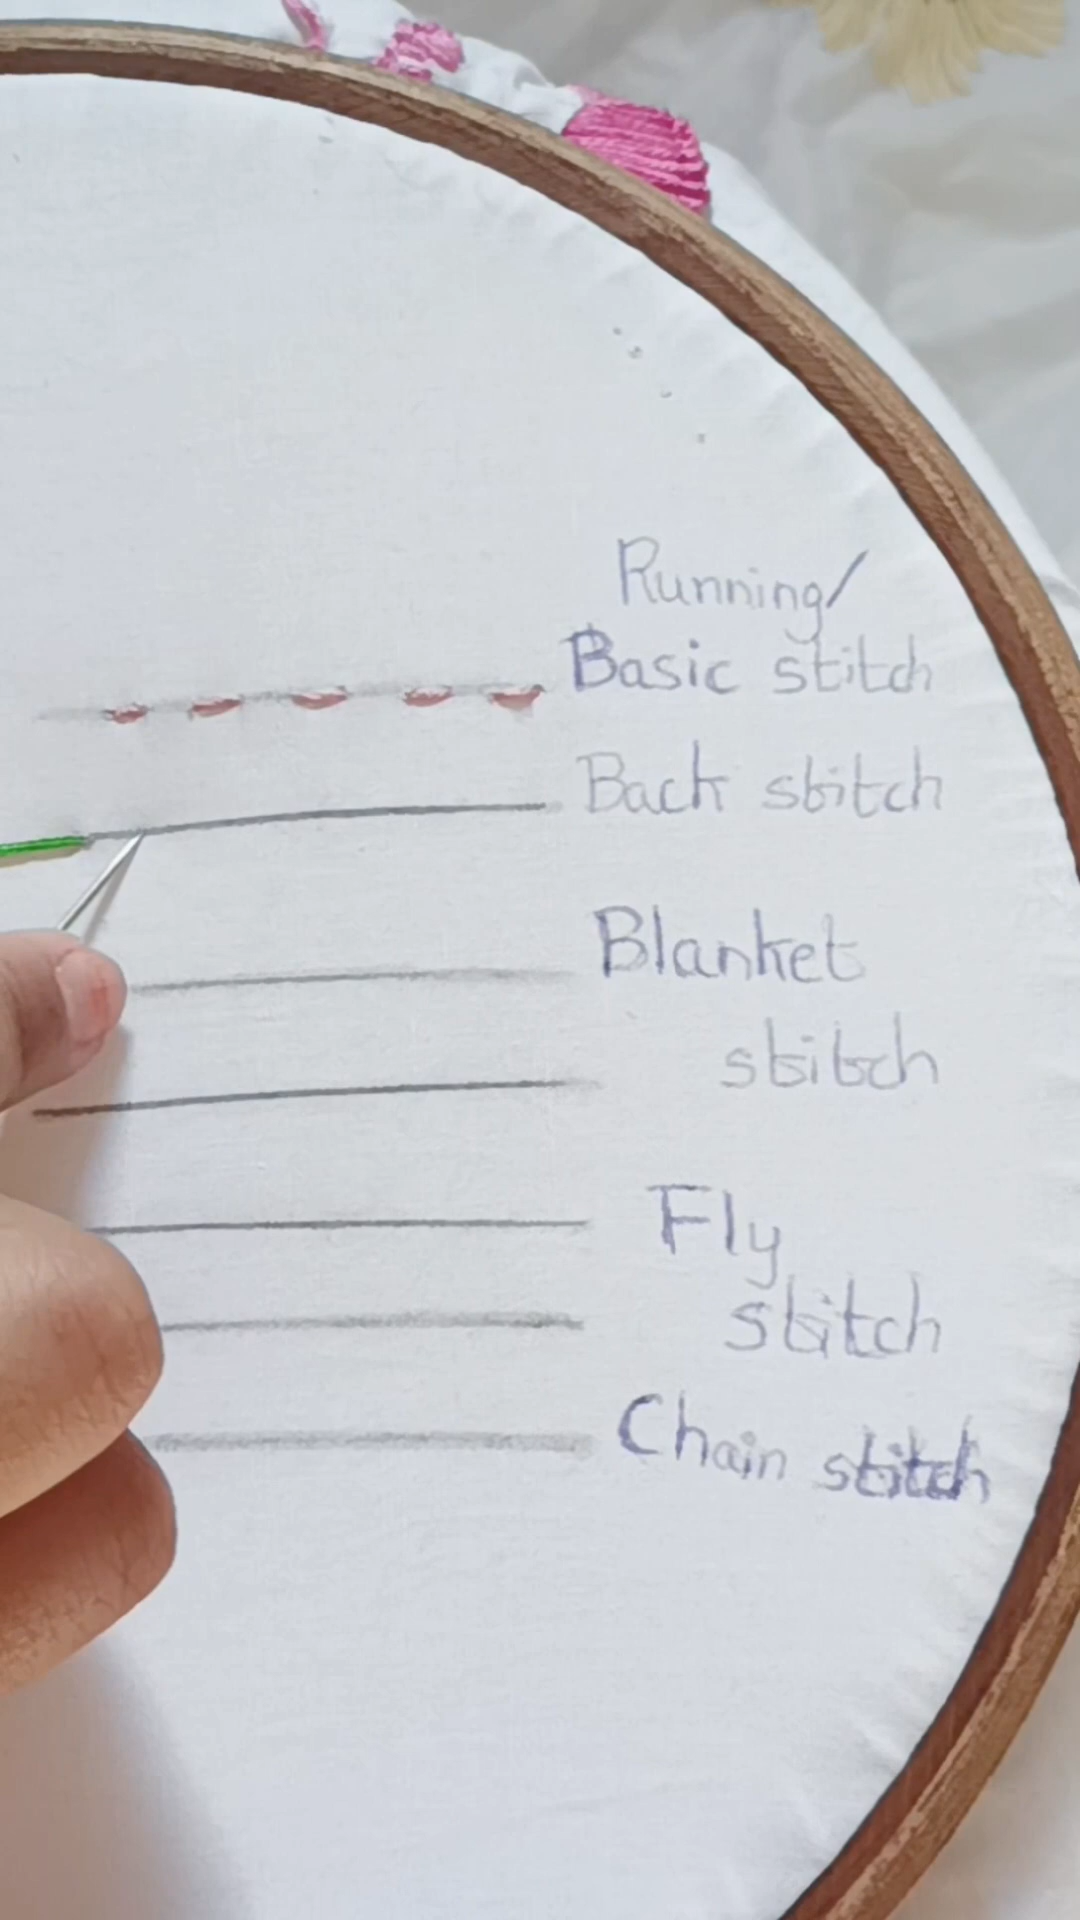 Running/
Basic stitch
Back stitch
Blanket
stitch
Fly
stitch
Chain stitch